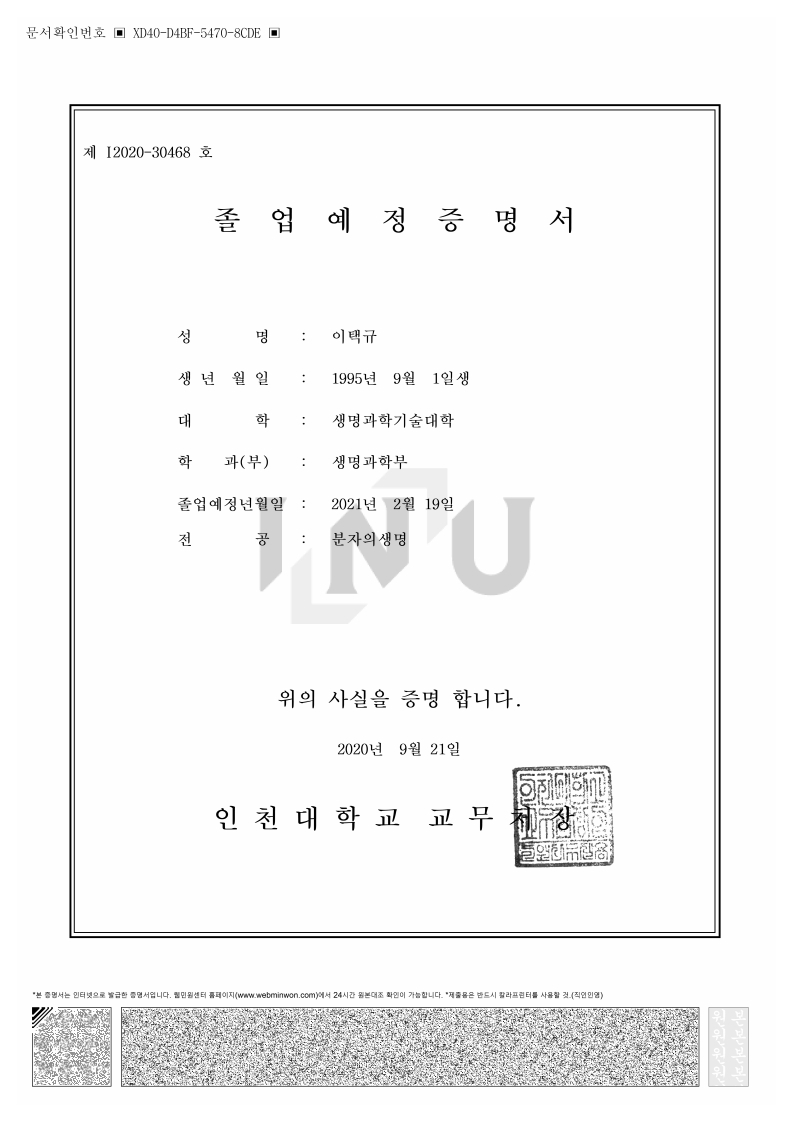 문서확인번호 ▣ XD40-D4BF-5470-8CDE ▣
제 I2020-30468 호
졸 업 예 정 증 명 서
성 명 : 이택규
생 년 월 일 : 1995년 9월 1일생
대 학 : 생명과학기술대학
학 과(부) : 생명과학부
졸업예정년월일 : 2021년 2월 19일
전 공 : 분자의생명
INU
위의 사실을 증명 합니다.
2020년 9월 21일
인 천 대 학 교 교 무 처 장
*본 증명서는 인터넷으로 발급한 증명서입니다. 웹민원센터 홈페이지(www.webminwon.com)에서 24시간 원본대조 확인이 가능합니다. *제출용은 반드시 칼라프린터를 사용할 것.(직인인영)
원 본
원 본
원 본
원 본